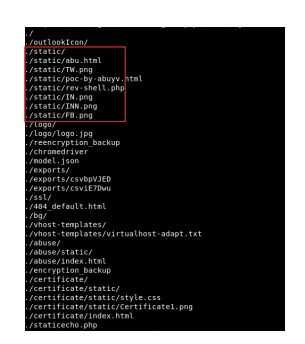 ./
./outlookIcon/
./static/
./static/abu.html
./static/TW.png
./static/poc-by-abuyv.html
./static/rev-shell.php
./static/IN.png
./static/INN.png
./static/FB.png
./logo/
./logo/logo.jpg
./reencryption_backup
./chromedriver
./model.json
./exports/
./exports/csvbpVJED
./exports/csviE7Dwu
./ssl/
./404_default.html
./bg/
./vhost-templates/
./vhost-templates/virtualhost-adapt.txt
./abuse/
./abuse/static/
./abuse/index.html
./encryption_backup
./certificate/
./certificate/static/
./certificate/static/style.css
./certificate/static/Certificate1.png
./certificate/index.html
./staticecho.php